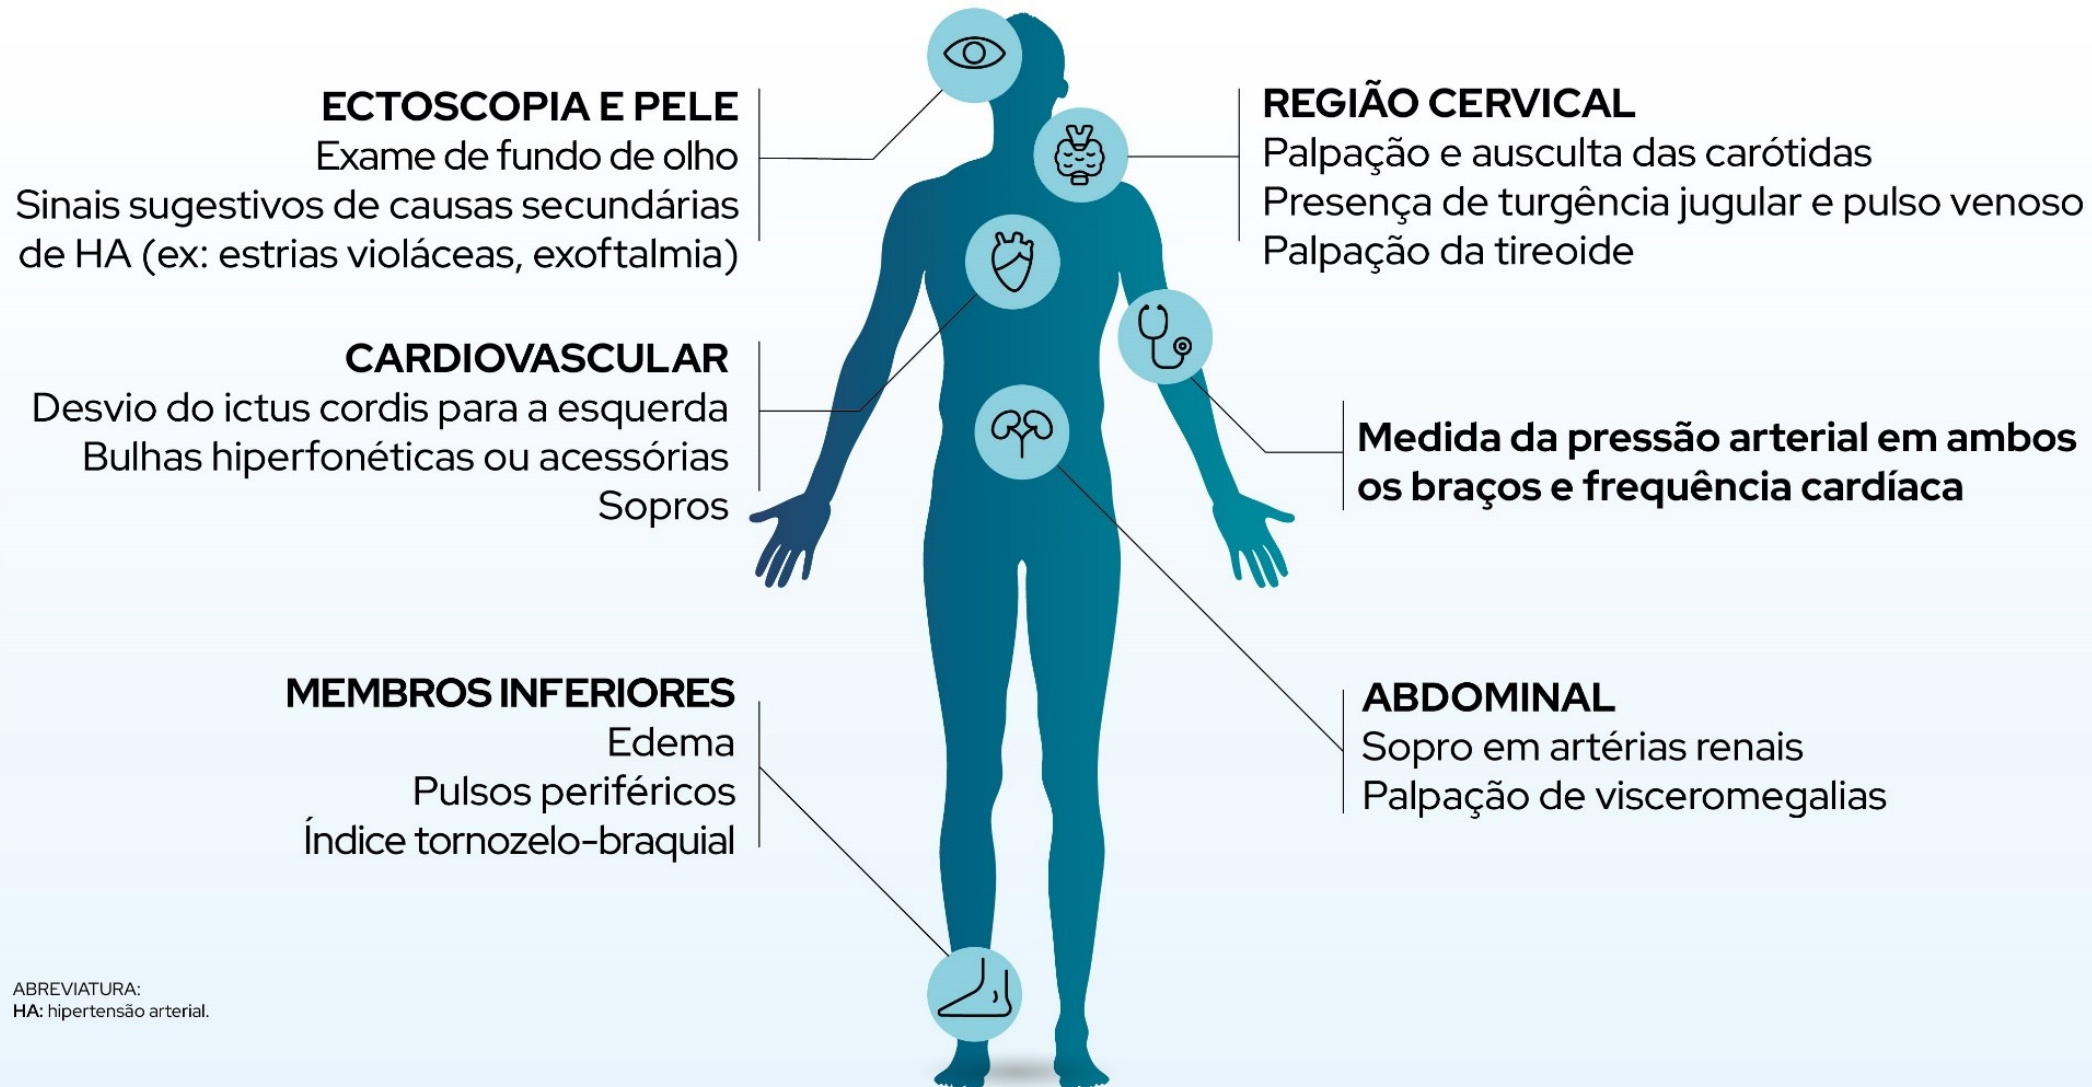 ECTOSCOPIA E PELE
Exame de fundo de olho
Sinais sugestivos de causas secundárias
de HA (ex: estrias violáceas, exoftalmia)
REGIÃO CERVICAL
Palpação e ausculta das carótidas
Presença de turgência jugular e pulso venoso
Palpação da tireoide
CARDIOVASCULAR
Desvio do ictus cordis para a esquerda
Bulhas hiperfonéticas ou acessórias
Sopros
Medida da pressão arterial em ambos
os braços e frequência cardíaca
MEMBROS INFERIORES
Edema
Pulsos periféricos
Índice tornozelo-braquial
ABDOMINAL
Sopro em artérias renais
Palpação de visceromegalias
ABREVIATURA:
HA: hipertensão arterial.